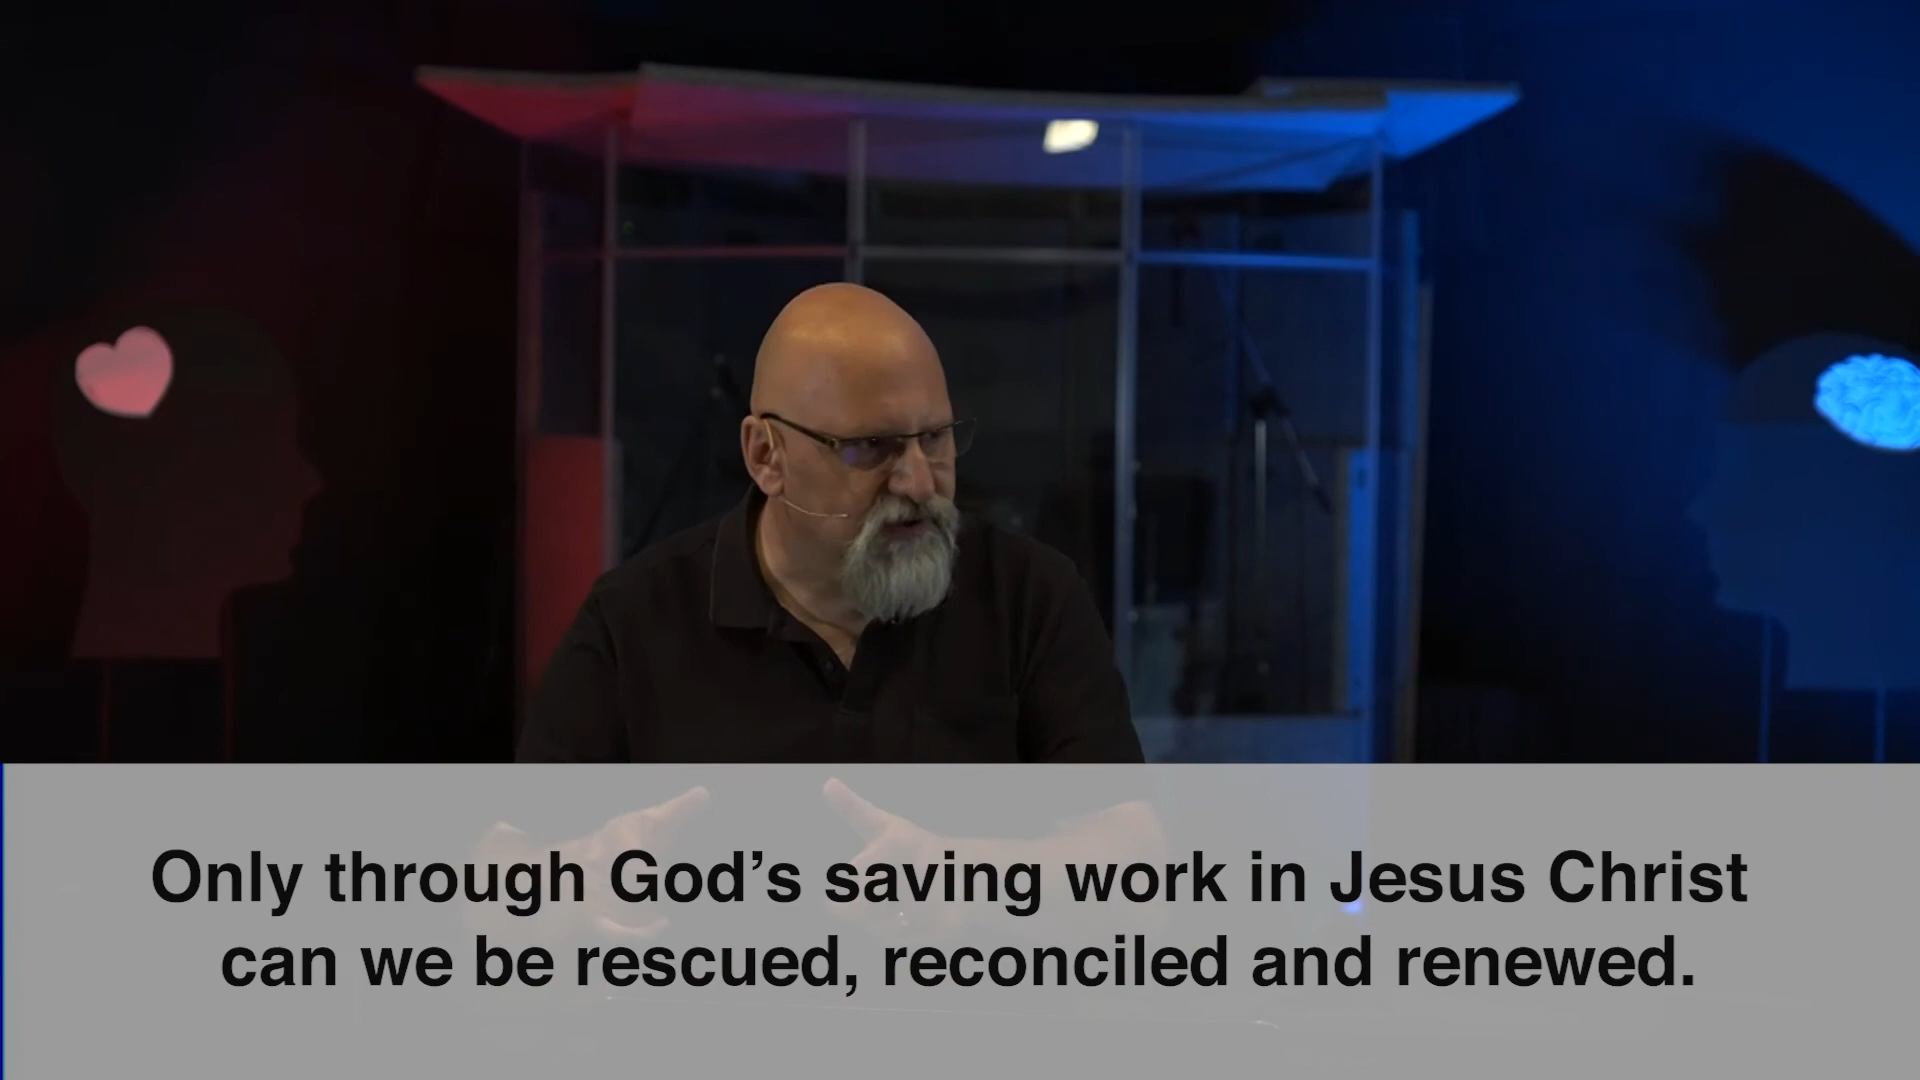 Only through God’s saving work in Jesus Christ
can we be rescued, reconciled and renewed.